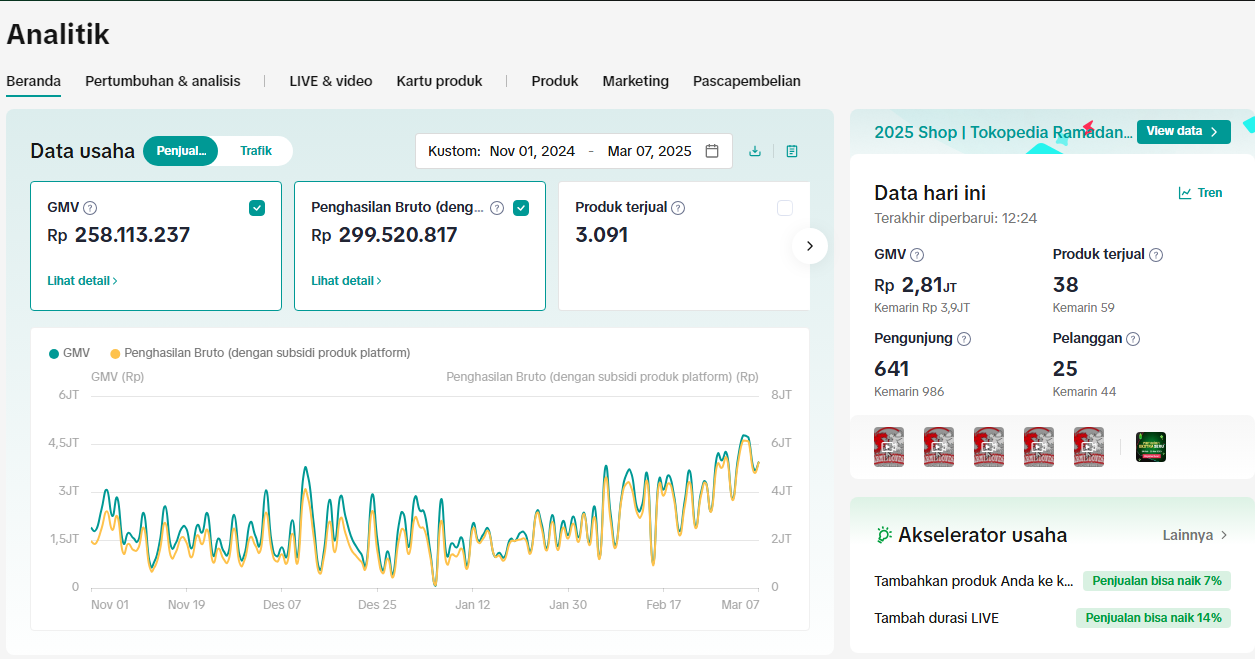 Analitik
Beranda Pertumbuhan & analisis LIVE & video Kartu produk Produk Marketing Pascapembelian
Data usaha Penjual... Trafik Kustom: Nov 01, 2024 - Mar 07, 2025
GMV Penghasilan Bruto (deng... Produk terjual
Rp 258.113.237 Rp 299.520.817 3.091
Lihat detail Lihat detail
GMV Penghasilan Bruto (dengan subsidi produk platform)
GMV (Rp) Penghasilan Bruto (dengan subsidi produk platform) (Rp)
6JT 8JT
4,5JT 6JT
3JT 4JT
1,5JT 2JT
0 0
Nov 01 Nov 19 Des 07 Des 25 Jan 12 Jan 30 Feb 17 Mar 07
2025 Shop | Tokopedia Ramadan... View data
Data hari ini Tren
Terakhir diperbarui: 12:24
GMV Produk terjual
Rp 2,81JT 38
Kemarin Rp 3,9JT Kemarin 59
Pengunjung Pelanggan
641 25
Kemarin 986 Kemarin 44
Akselerator usaha Lainnya
Tambahkan produk Anda ke k... Penjualan bisa naik 7%
Tambah durasi LIVE Penjualan bisa naik 14%